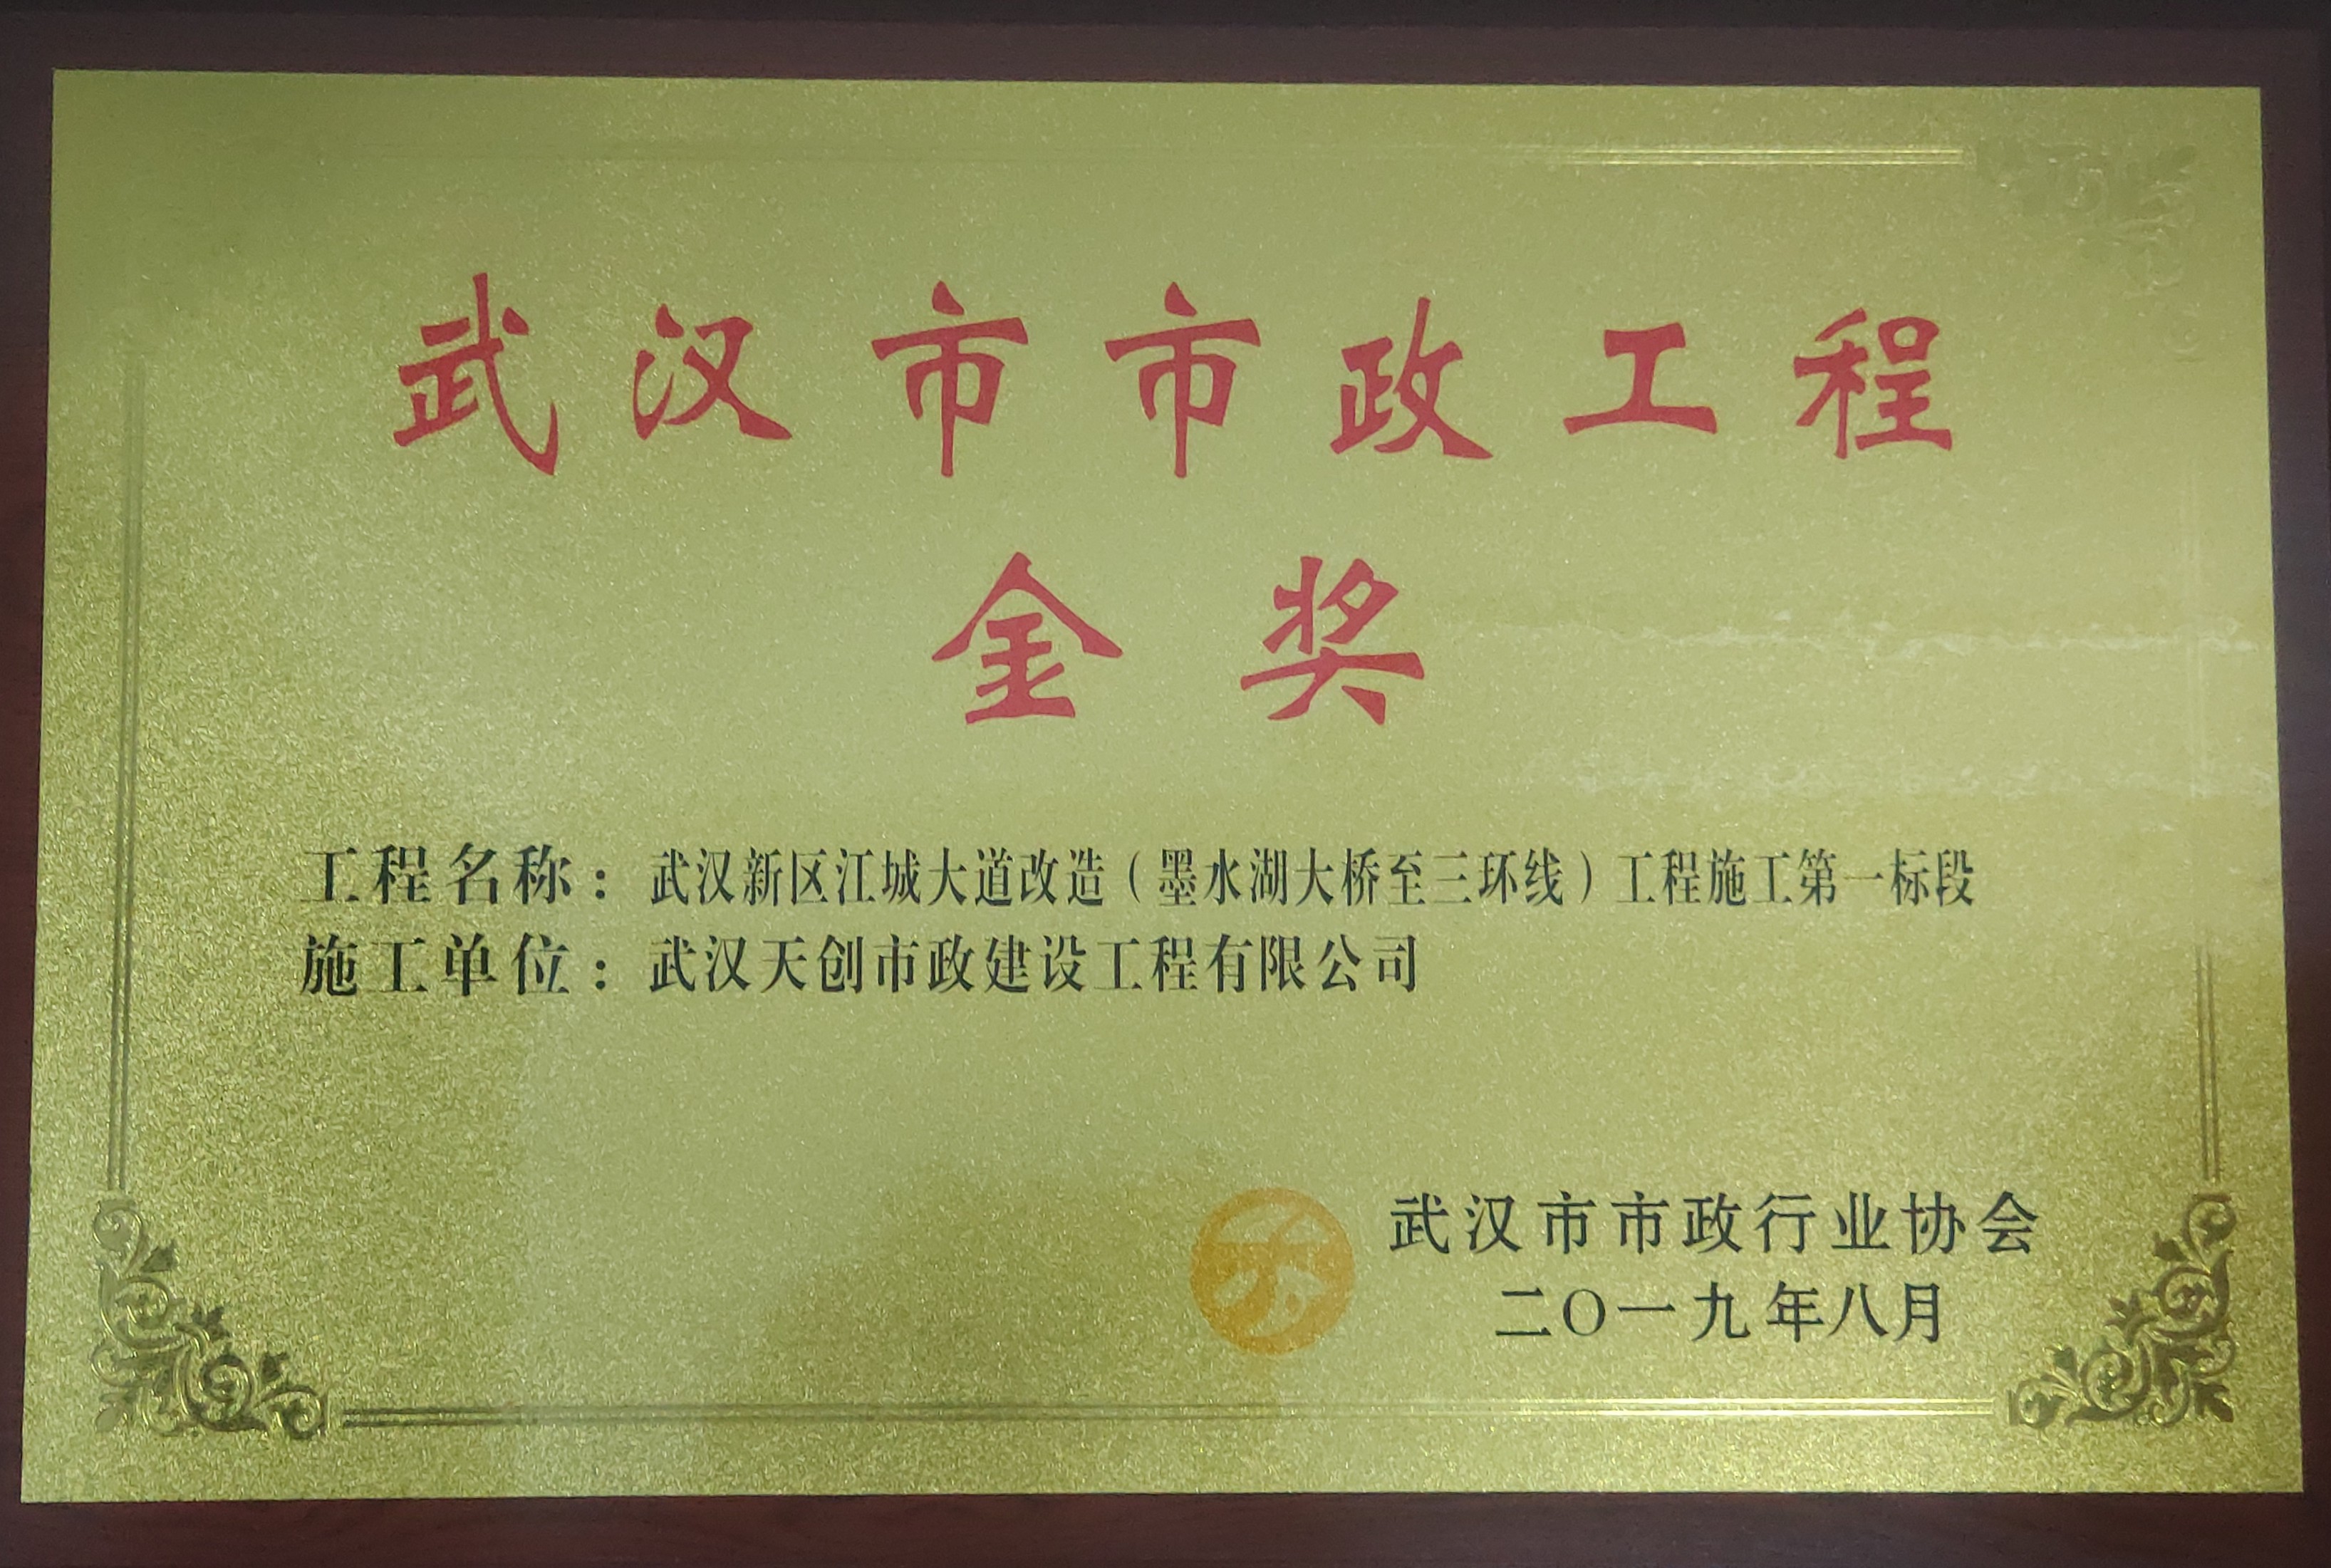 武汉市市政工程
金奖
工程名称：武汉新区江城大道改造（墨水湖大桥至三环线）工程施工第一标段
施工单位：武汉天创市政建设工程有限公司
武汉市市政行业协会
二〇一九年八月